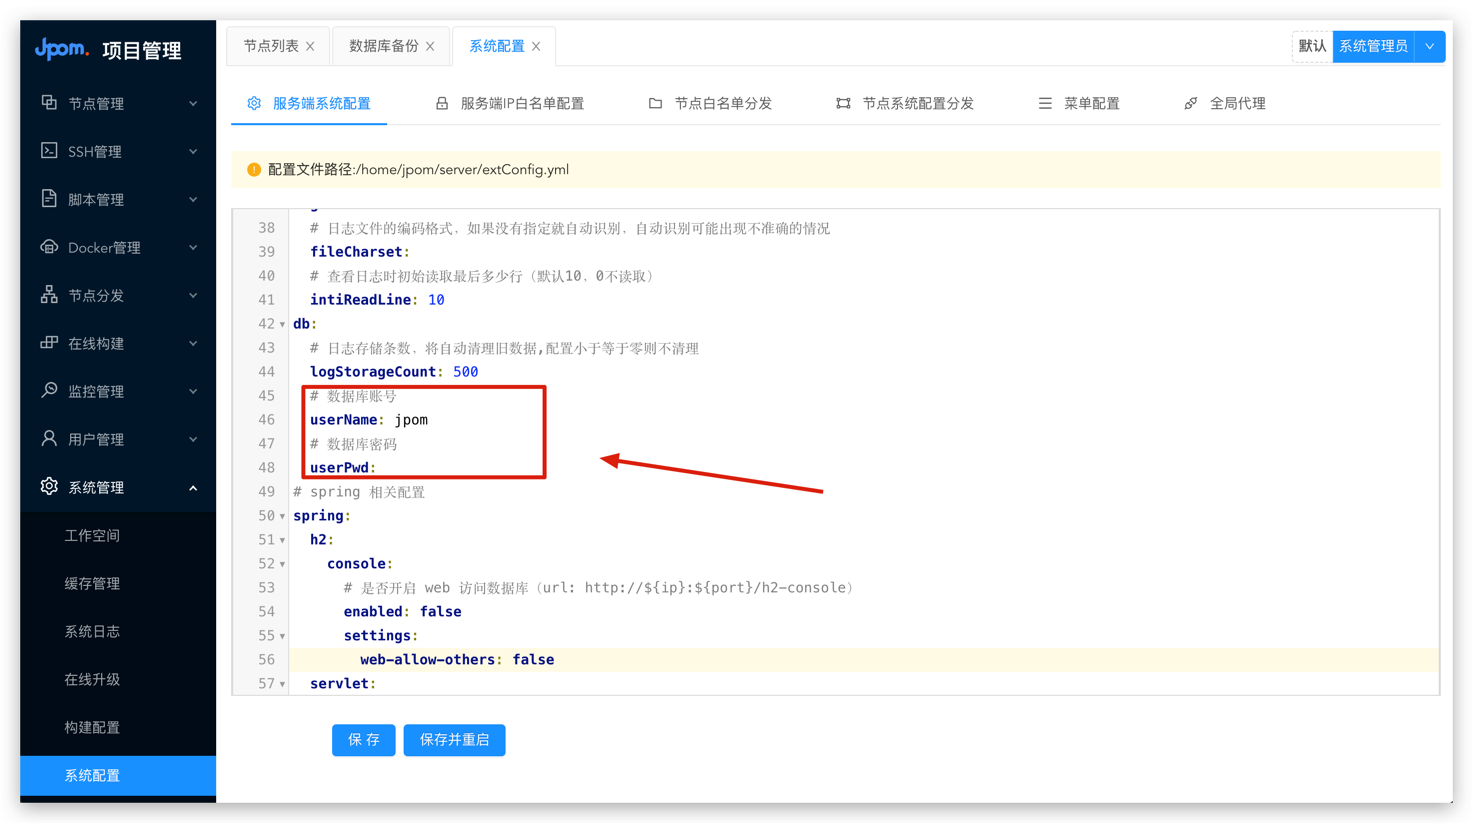 Jpom. 项目管理
节点管理
SSH管理
脚本管理
Docker管理
节点分发
在线构建
监控管理
用户管理
系统管理
工作空间
缓存管理
系统日志
在线升级
构建配置
系统配置
节点列表
数据库备份
系统配置
默认
系统管理员
服务端系统配置
服务端IP白名单配置
节点白名单分发
节点系统配置分发
菜单配置
全局代理
配置文件路径:/home/jpom/server/extConfig.yml
38 # 日志文件的编码格式，如果没有指定就自动识别，自动识别可能出现不准确的情况
39 fileCharset:
40 # 查看日志时初始读取最后多少行（默认10，0不读取）
41 intiReadLine: 10
42 db:
43 # 日志存储条数，将自动清理旧数据,配置小于等于零则不清理
44 logStorageCount: 500
45 # 数据库账号
46 userName: jpom
47 # 数据库密码
48 userPwd:
49 # spring 相关配置
50 spring:
51 h2:
52 console:
53 # 是否开启 web 访问数据库（url: http://${ip}:${port}/h2-console）
54 enabled: false
55 settings:
56 web-allow-others: false
57 servlet:
保 存
保存并重启